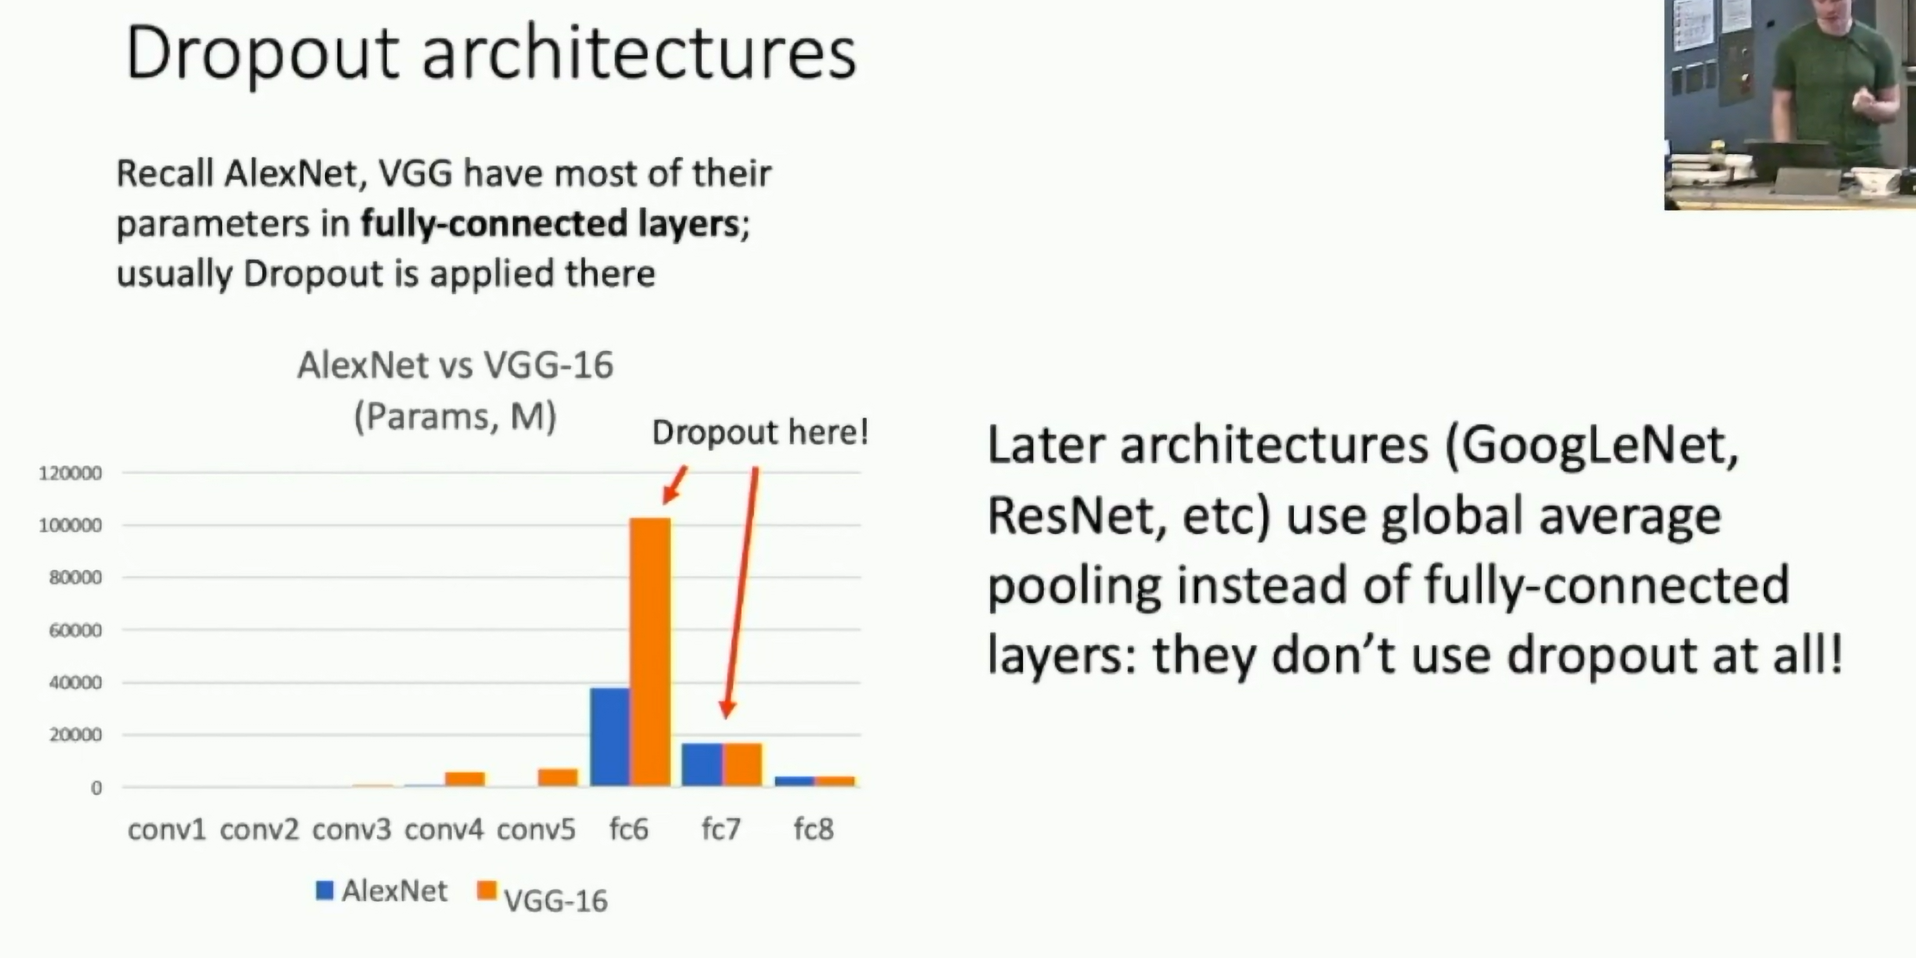 Dropout architectures
Recall AlexNet, VGG have most of their
parameters in fully-connected layers;
usually Dropout is applied there
AlexNet vs VGG-16
(Params, M)
Dropout here!
120000
100000
80000
60000
40000
20000
0
conv1 conv2 conv3 conv4 conv5 fc6 fc7 fc8
AlexNet VGG-16
Later architectures (GoogLeNet,
ResNet, etc) use global average
pooling instead of fully-connected
layers: they don't use dropout at all!